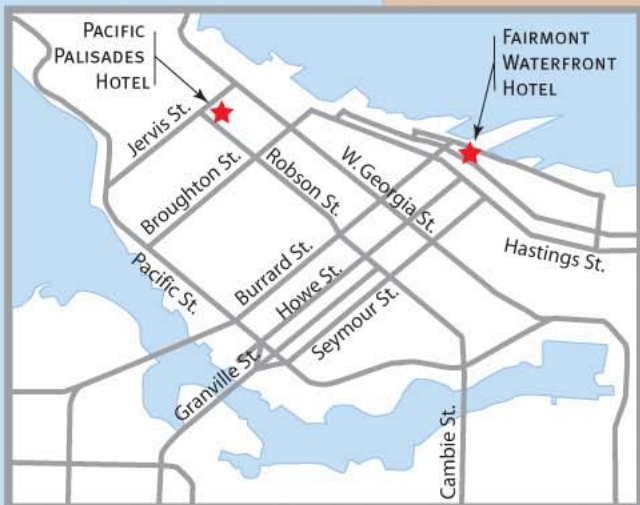 PACIFIC
PALISADES
HOTEL
FAIRMONT
WATERFRONT
HOTEL
Jervis St.
Broughton St.
Robson St.
W. Georgia St.
Hastings St.
Pacific St.
Burrard St.
Howe St.
Seymour St.
Granville St.
Cambie St.